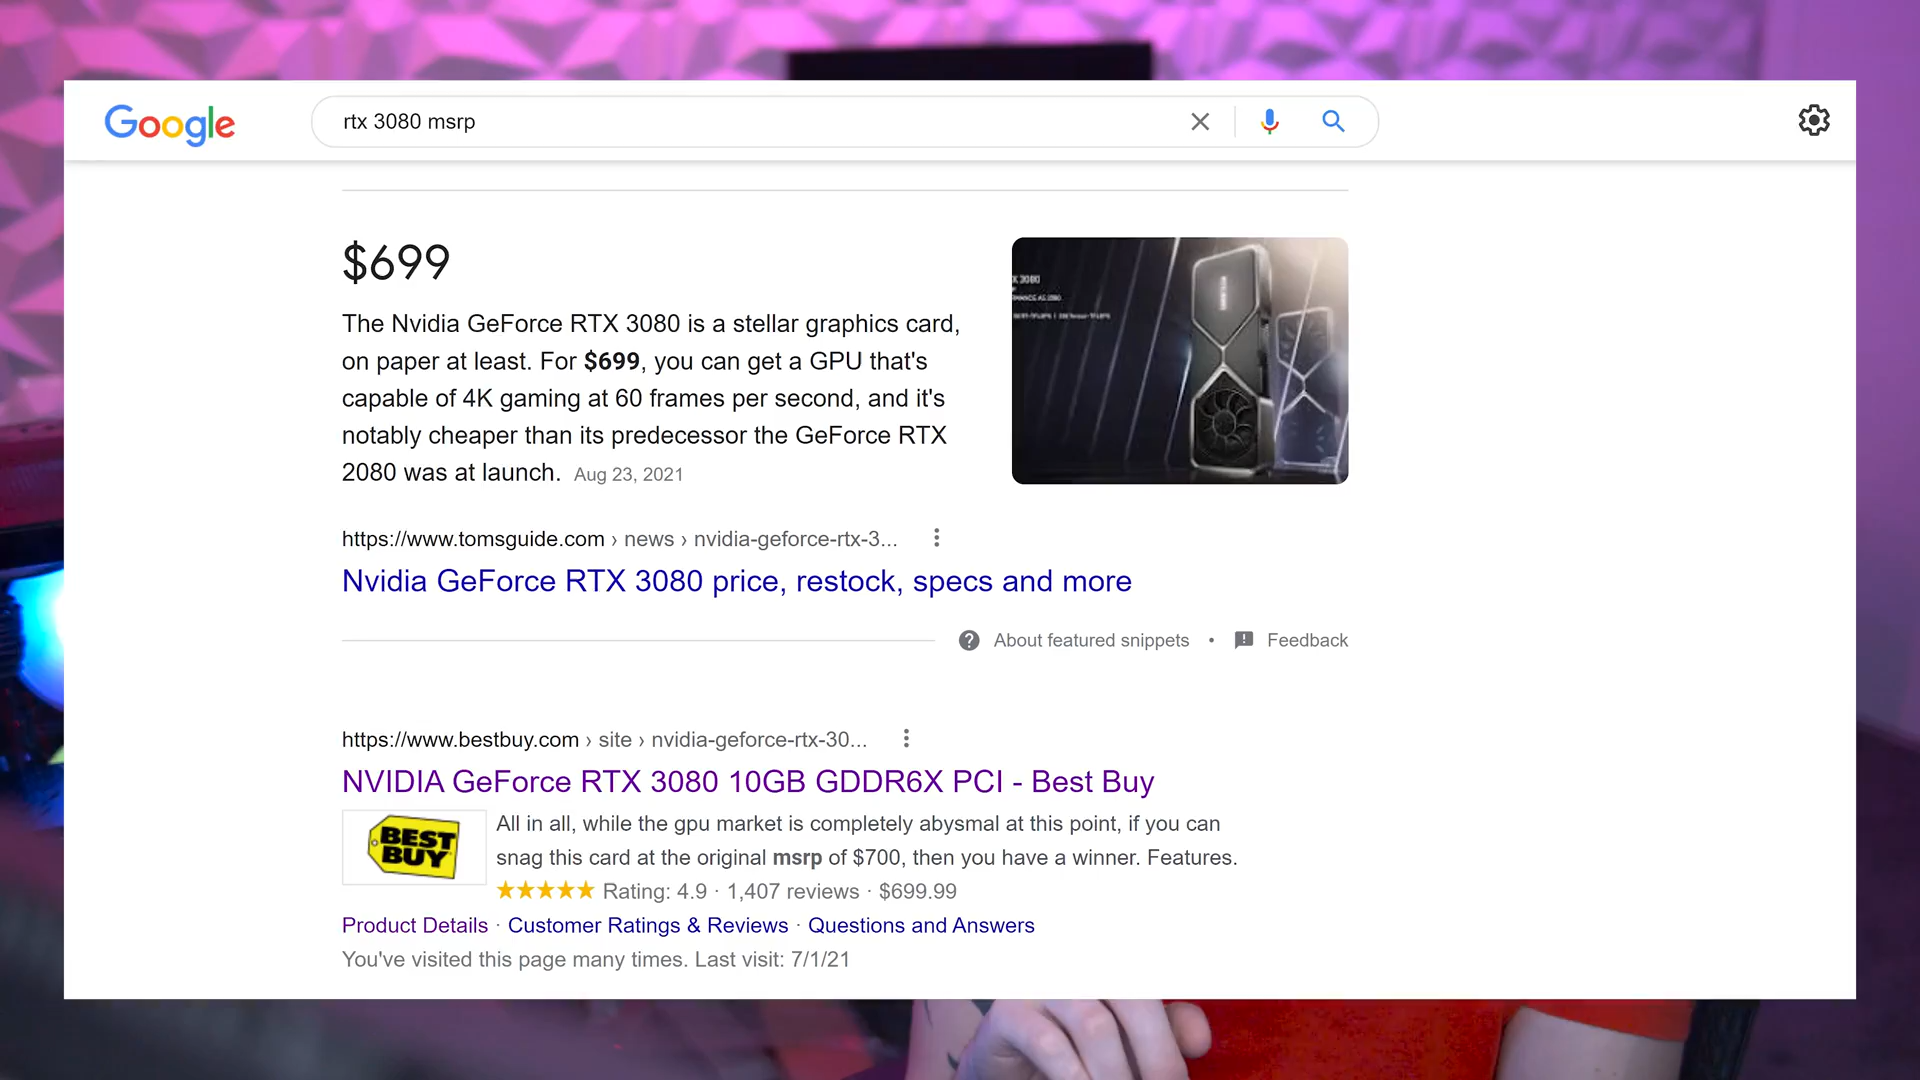 Google
rtx 3080 msrp
$699
The Nvidia GeForce RTX 3080 is a stellar graphics card,
on paper at least. For $699, you can get a GPU that's
capable of 4K gaming at 60 frames per second, and it's
notably cheaper than its predecessor the GeForce RTX
2080 was at launch. Aug 23, 2021
https://www.tomsguide.com › news › nvidia-geforce-rtx-3...
Nvidia GeForce RTX 3080 price, restock, specs and more
About featured snippets • Feedback
https://www.bestbuy.com › site › nvidia-geforce-rtx-30...
NVIDIA GeForce RTX 3080 10GB GDDR6X PCI - Best Buy
BEST
BUY
All in all, while the gpu market is completely abysmal at this point, if you can
snag this card at the original msrp of $700, then you have a winner. Features.
Rating: 4.9 · 1,407 reviews · $699.99
Product Details · Customer Ratings & Reviews · Questions and Answers
You've visited this page many times. Last visit: 7/1/21